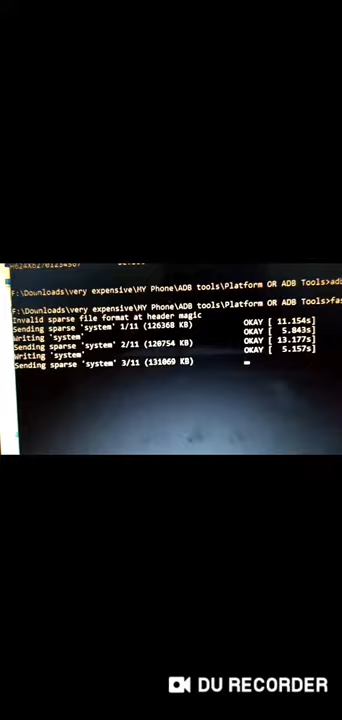 F:\Downloads\very expensive\MY Phone\ADB tools\Platform OR ADB Tools>adb
F:\Downloads\very expensive\MY Phone\ADB tools\Platform OR ADB Tools>fas
Invalid sparse file format at header magic
Sending sparse 'system' 1/11 (126368 KB) OKAY [ 11.154s]
Writing 'system' OKAY [ 5.843s]
Sending sparse 'system' 2/11 (120754 KB) OKAY [ 13.177s]
Writing 'system' OKAY [ 5.157s]
Sending sparse 'system' 3/11 (131069 KB)
DU RECORDER